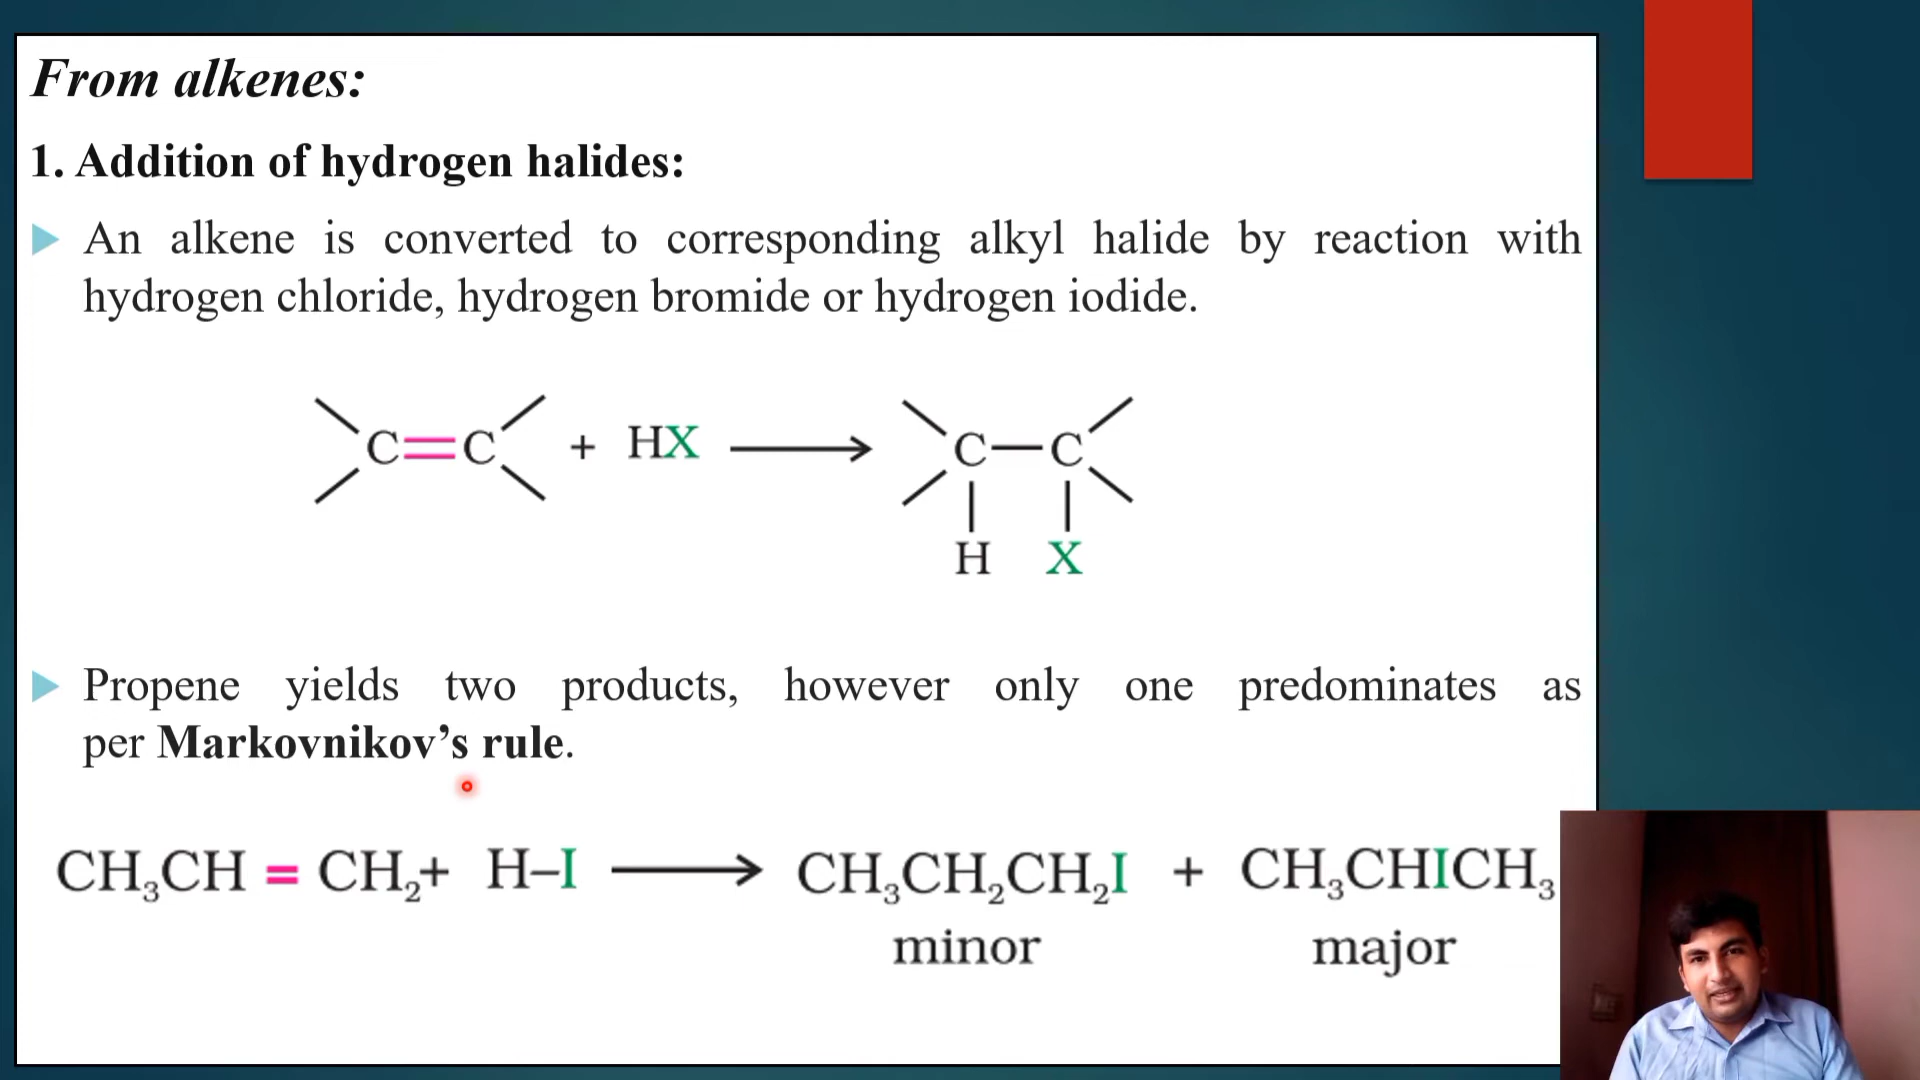 From alkenes:
1. Addition of hydrogen halides:
An alkene is converted to corresponding alkyl halide by reaction with
hydrogen chloride, hydrogen bromide or hydrogen iodide.
C=C + HX ⟶ C–C
H X
Propene yields two products, however only one predominates as
per Markovnikov’s rule.
CH₃CH = CH₂+ H–I ⟶ CH₃CH₂CH₂I + CH₃CHICH₃
minor major